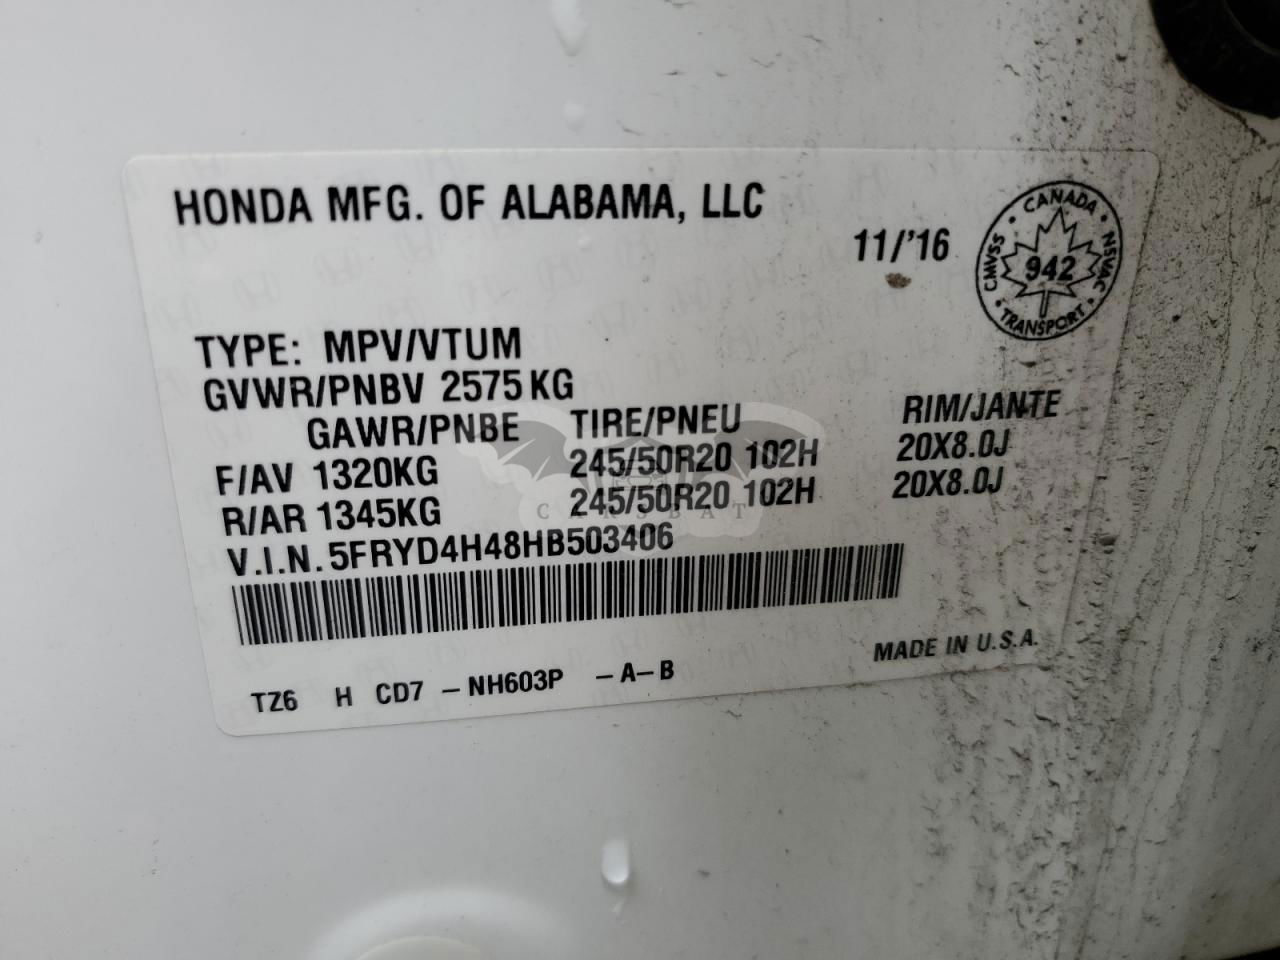 HONDA MFG. OF ALABAMA, LLC
11/'16
CANADA
CMVSS
942
NSVAC
TRANSPORT
TYPE: MPV/VTUM
GVWR/PNBV 2575 KG
GAWR/PNBE TIRE/PNEU RIM/JANTE
F/AV 1320KG 245/50R20 102H 20X8.0J
R/AR 1345KG 245/50R20 102H 20X8.0J
CARSBAT
V.I.N. 5FRYD4H48HB503406
TZ6 H CD7 -NH603P -A-B
MADE IN U.S.A.